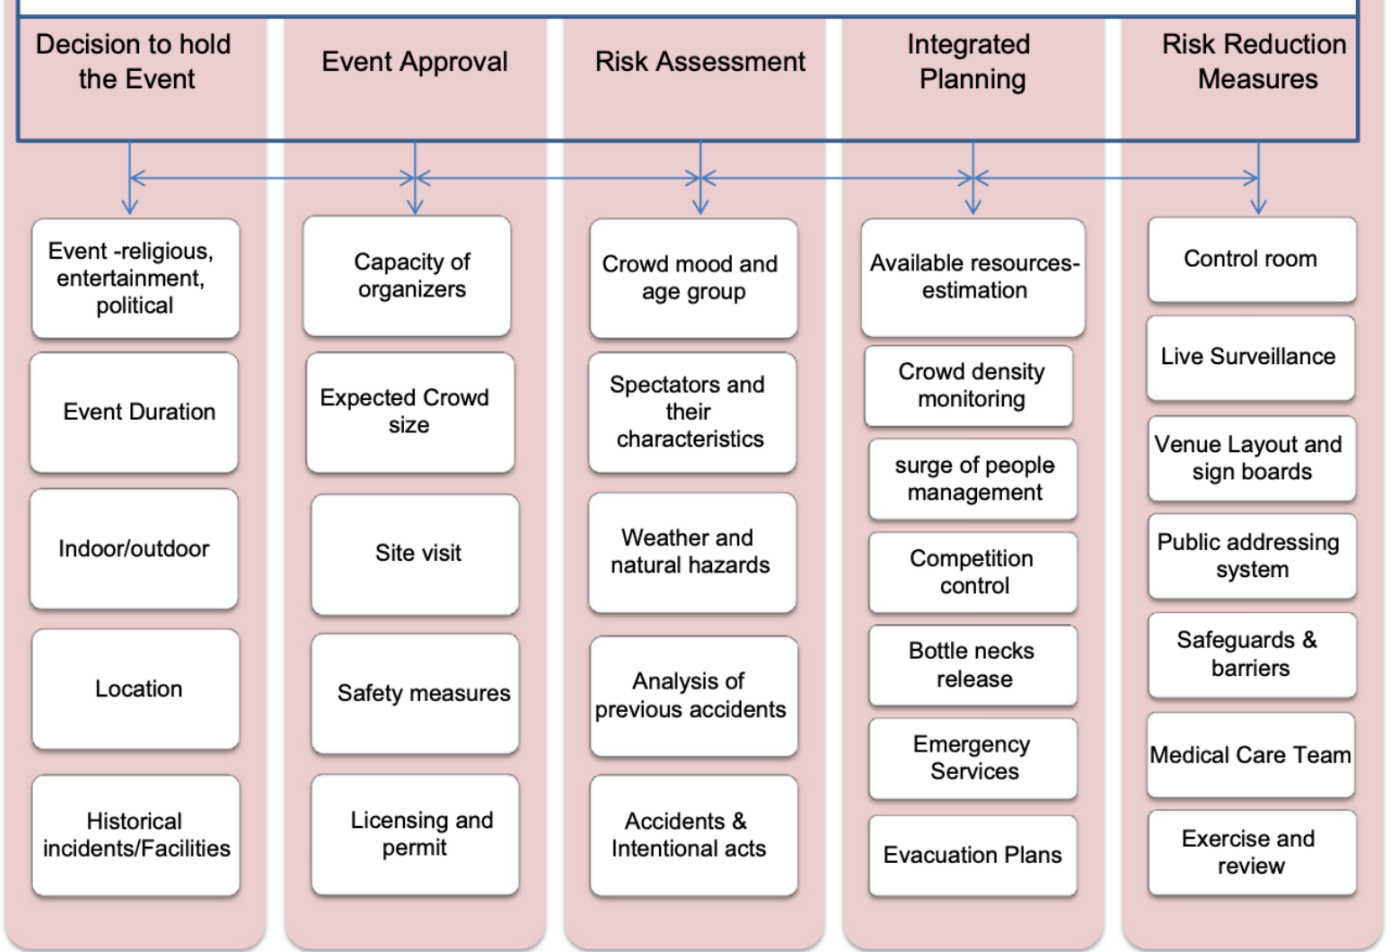 Decision to hold
the Event
Event Approval
Risk Assessment
Integrated
Planning
Risk Reduction
Measures
Event -religious,
entertainment,
political
Event Duration
Indoor/outdoor
Location
Historical
incidents/Facilities
Capacity of
organizers
Expected Crowd
size
Site visit
Safety measures
Licensing and
permit
Crowd mood and
age group
Spectators and
their
characteristics
Weather and
natural hazards
Analysis of
previous accidents
Accidents &
Intentional acts
Available resources-
estimation
Crowd density
monitoring
surge of people
management
Competition
control
Bottle necks
release
Emergency
Services
Evacuation Plans
Control room
Live Surveillance
Venue Layout and
sign boards
Public addressing
system
Safeguards &
barriers
Medical Care Team
Exercise and
review